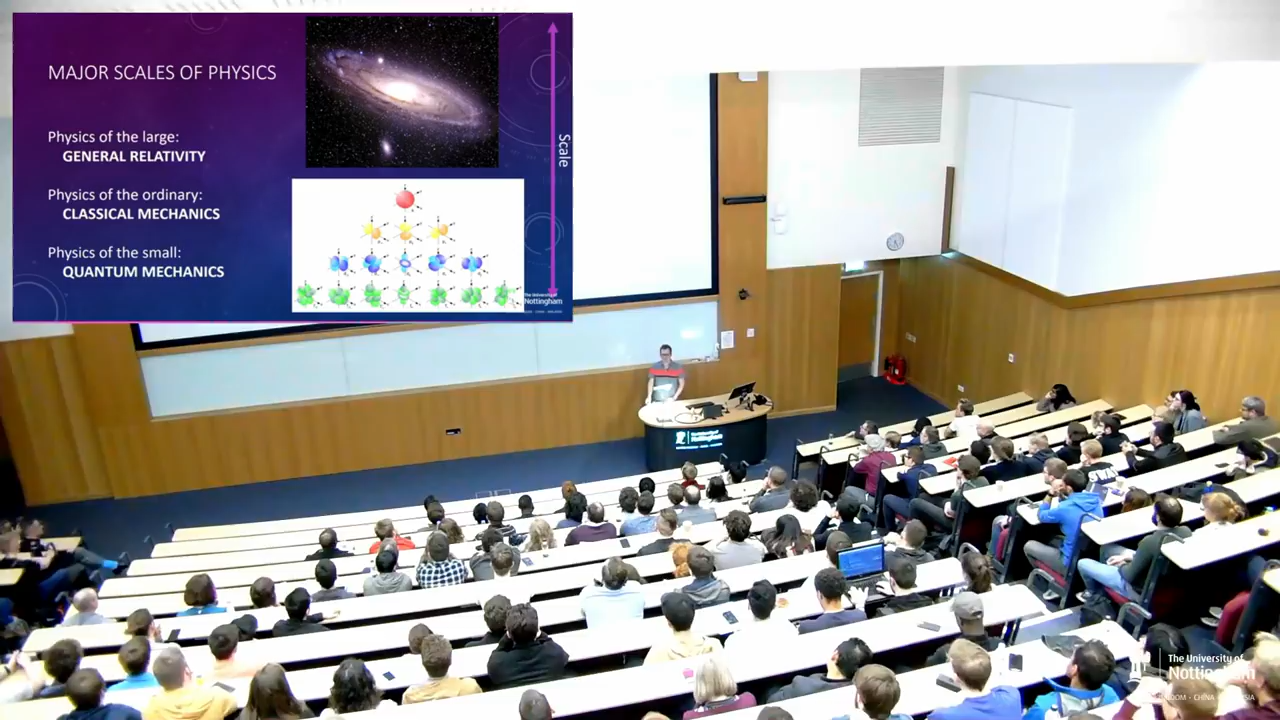 MAJOR SCALES OF PHYSICS
Physics of the large:
GENERAL RELATIVITY
Physics of the ordinary:
CLASSICAL MECHANICS
Physics of the small:
QUANTUM MECHANICS
Scale
The University of
Nottingham
The University of
Nottingham